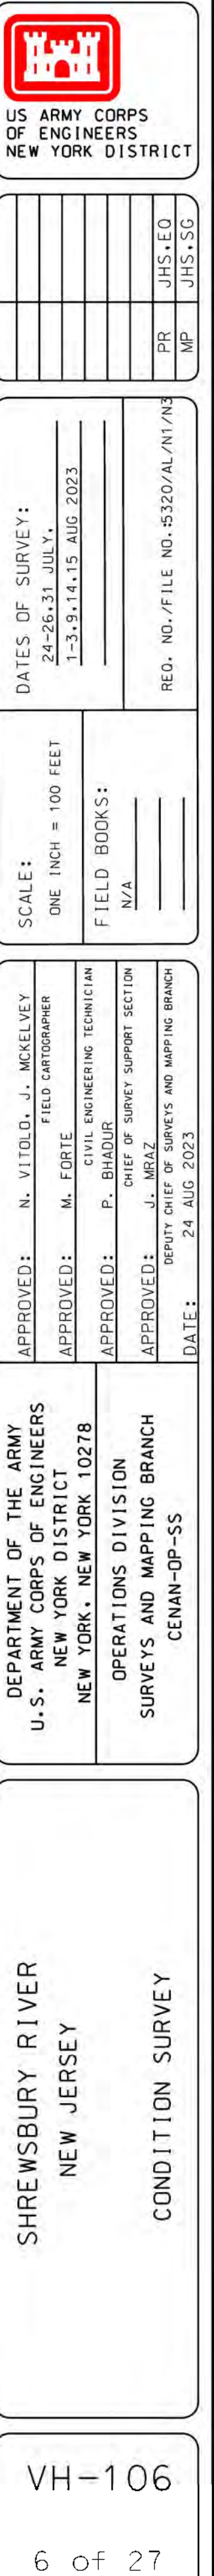 US ARMY CORPS
OF ENGINEERS
NEW YORK DISTRICT
PR JHS,EQ
MP JHS,SG
DATES OF SURVEY:
24-26,31 JULY,
1-3,9,14,15 AUG 2023
REQ. NO./FILE NO.:5320/AL/N1/N3
SCALE:
ONE INCH = 100 FEET
FIELD BOOKS:
N/A
APPROVED: N. VITOLO, J. MCKELVEY
FIELD CARTOGRAPHER
APPROVED: M. FORTE
CIVIL ENGINEERING TECHNICIAN
APPROVED: P. BHADUR
CHIEF OF SURVEY SUPPORT SECTION
APPROVED: J. MRAZ
DEPUTY CHIEF OF SURVEYS AND MAPPING BRANCH
DATE: 24 AUG 2023
DEPARTMENT OF THE ARMY
U.S. ARMY CORPS OF ENGINEERS
NEW YORK DISTRICT
NEW YORK, NEW YORK 10278
OPERATIONS DIVISION
SURVEYS AND MAPPING BRANCH
CENAN-OP-SS
SHREWSBURY RIVER
NEW JERSEY
CONDITION SURVEY
VH-106
6 of 27